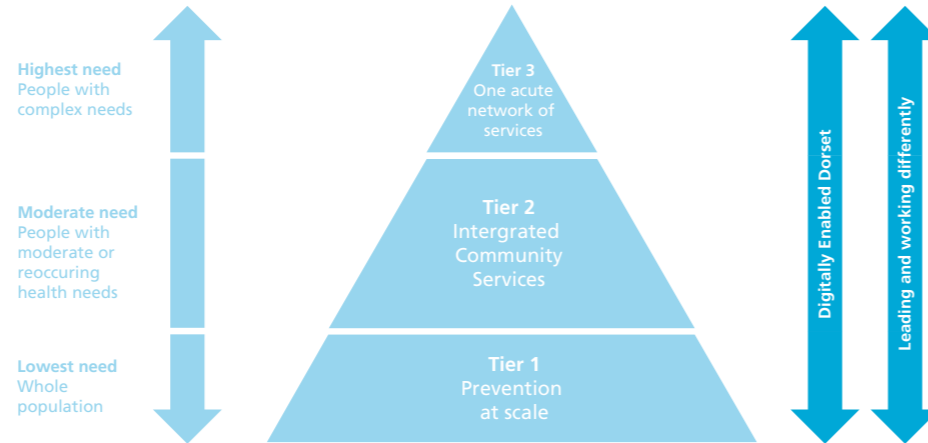 Highest need
People with
complex needs
Moderate need
People with
moderate or
reoccuring
health needs
Lowest need
Whole
population
Tier 3
One acute
network of
services
Tier 2
Intergrated
Community
Services
Tier 1
Prevention
at scale
Digitally Enabled Dorset
Leading and working differently